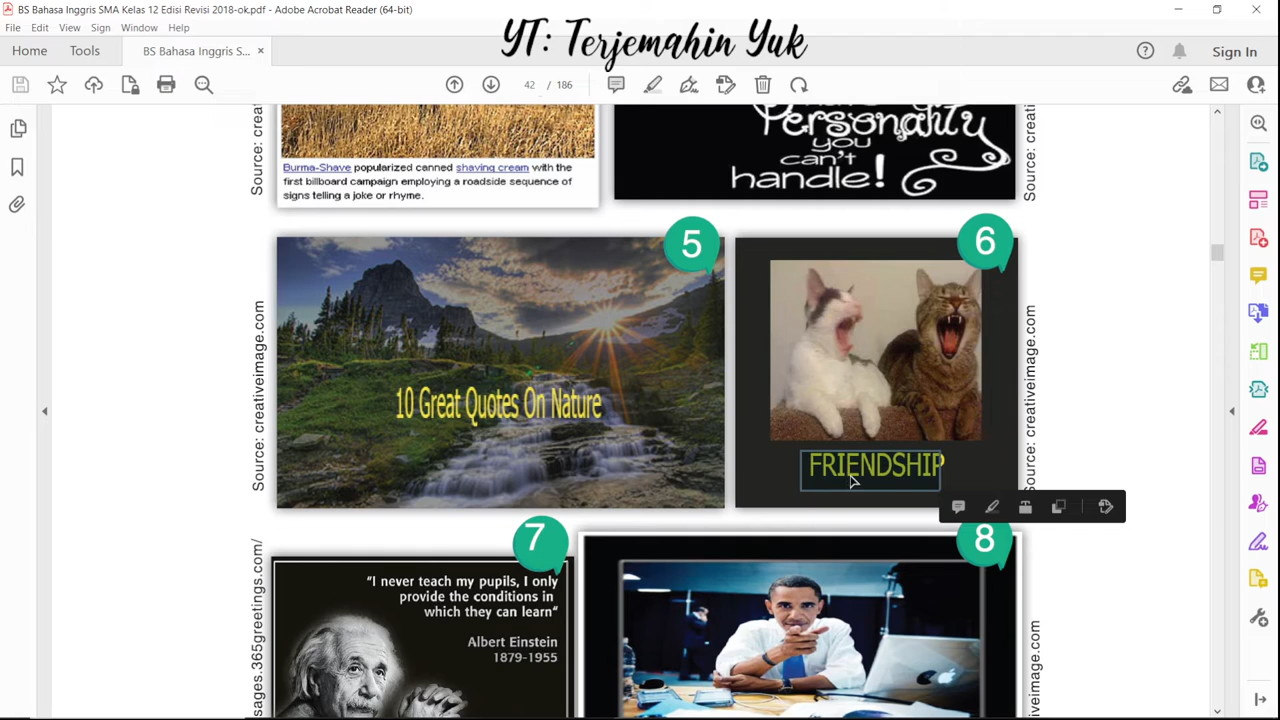 BS Bahasa Inggris SMA Kelas 12 Edisi Revisi 2018-ok.pdf - Adobe Acrobat Reader (64-bit)
File Edit View Sign Window Help
YT: Terjemahin Yuk
Home Tools BS Bahasa Inggris S... × Sign In
42 / 186
Source: creati
Personality
you
can't
handle!
Source: creati
Burma-Shave popularized canned shaving cream with the
first billboard campaign employing a roadside sequence of
signs telling a joke or rhyme.
5
6
Source: creativeimage.com
10 Great Quotes On Nature
FRIENDSHIP
Source: creativeimage.com
7
8
"I never teach my pupils, I only
provide the conditions in
which they can learn"
Albert Einstein
1879-1955
sages.365greetings.com/
eativeimage.com